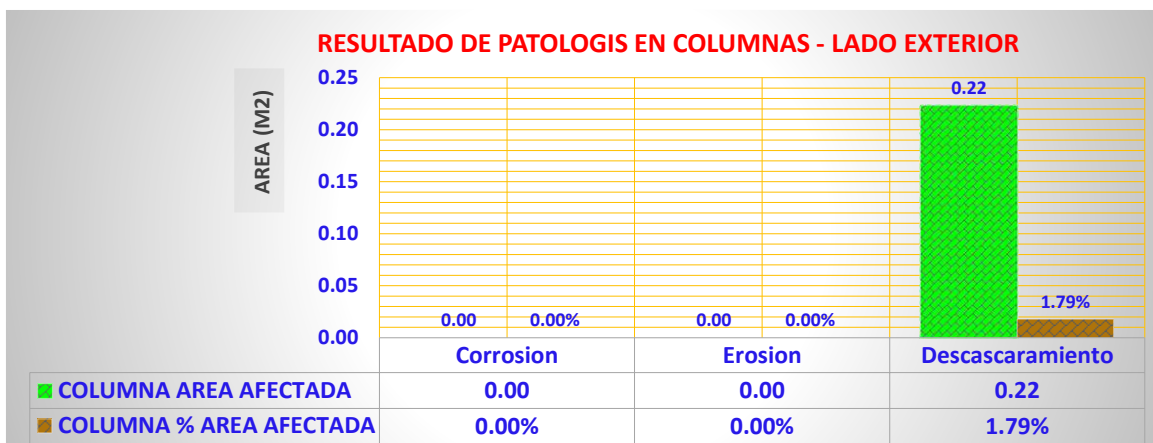 RESULTADO DE PATOLOGIS EN COLUMNAS - LADO EXTERIOR
AREA (M2)
0.25
0.20
0.15
0.10
0.05
0.00
0.00 0.00% 0.00 0.00% 0.22 1.79%
Corrosion Erosion Descascaramiento
COLUMNA AREA AFECTADA 0.00 0.00 0.22
COLUMNA % AREA AFECTADA 0.00% 0.00% 1.79%